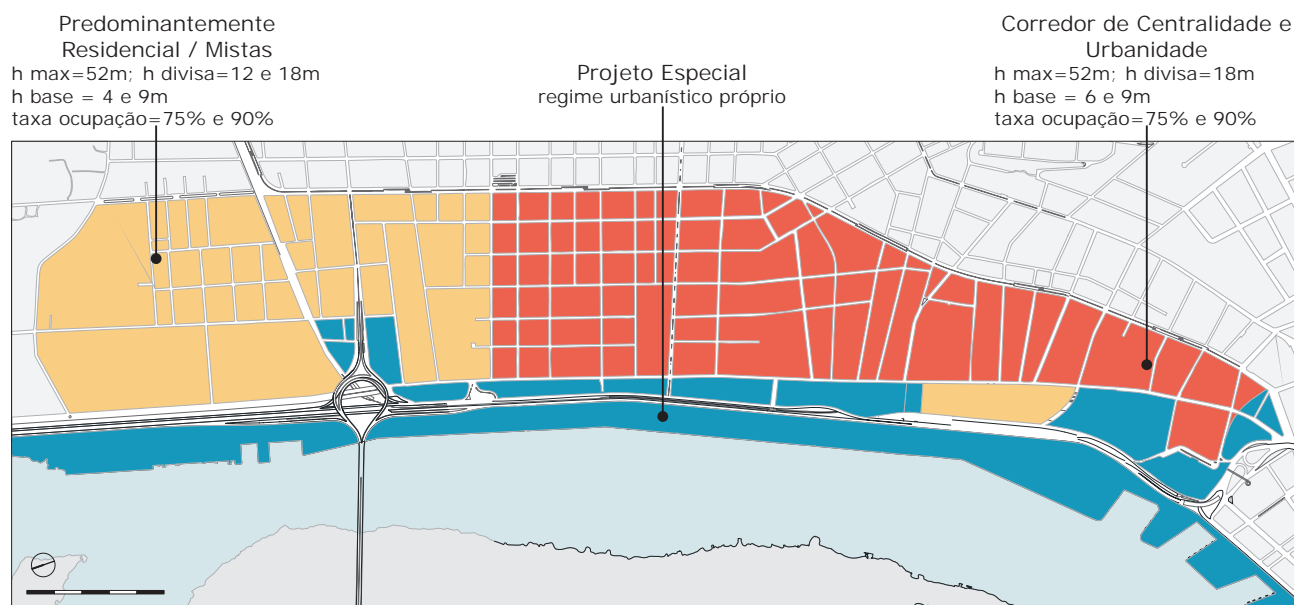 Predominantemente
Residencial / Mistas
h max=52m; h divisa=12 e 18m
h base = 4 e 9m
taxa ocupação=75% e 90%
Projeto Especial
regime urbanístico próprio
Corredor de Centralidade e
Urbanidade
h max=52m; h divisa=18m
h base = 6 e 9m
taxa ocupação=75% e 90%